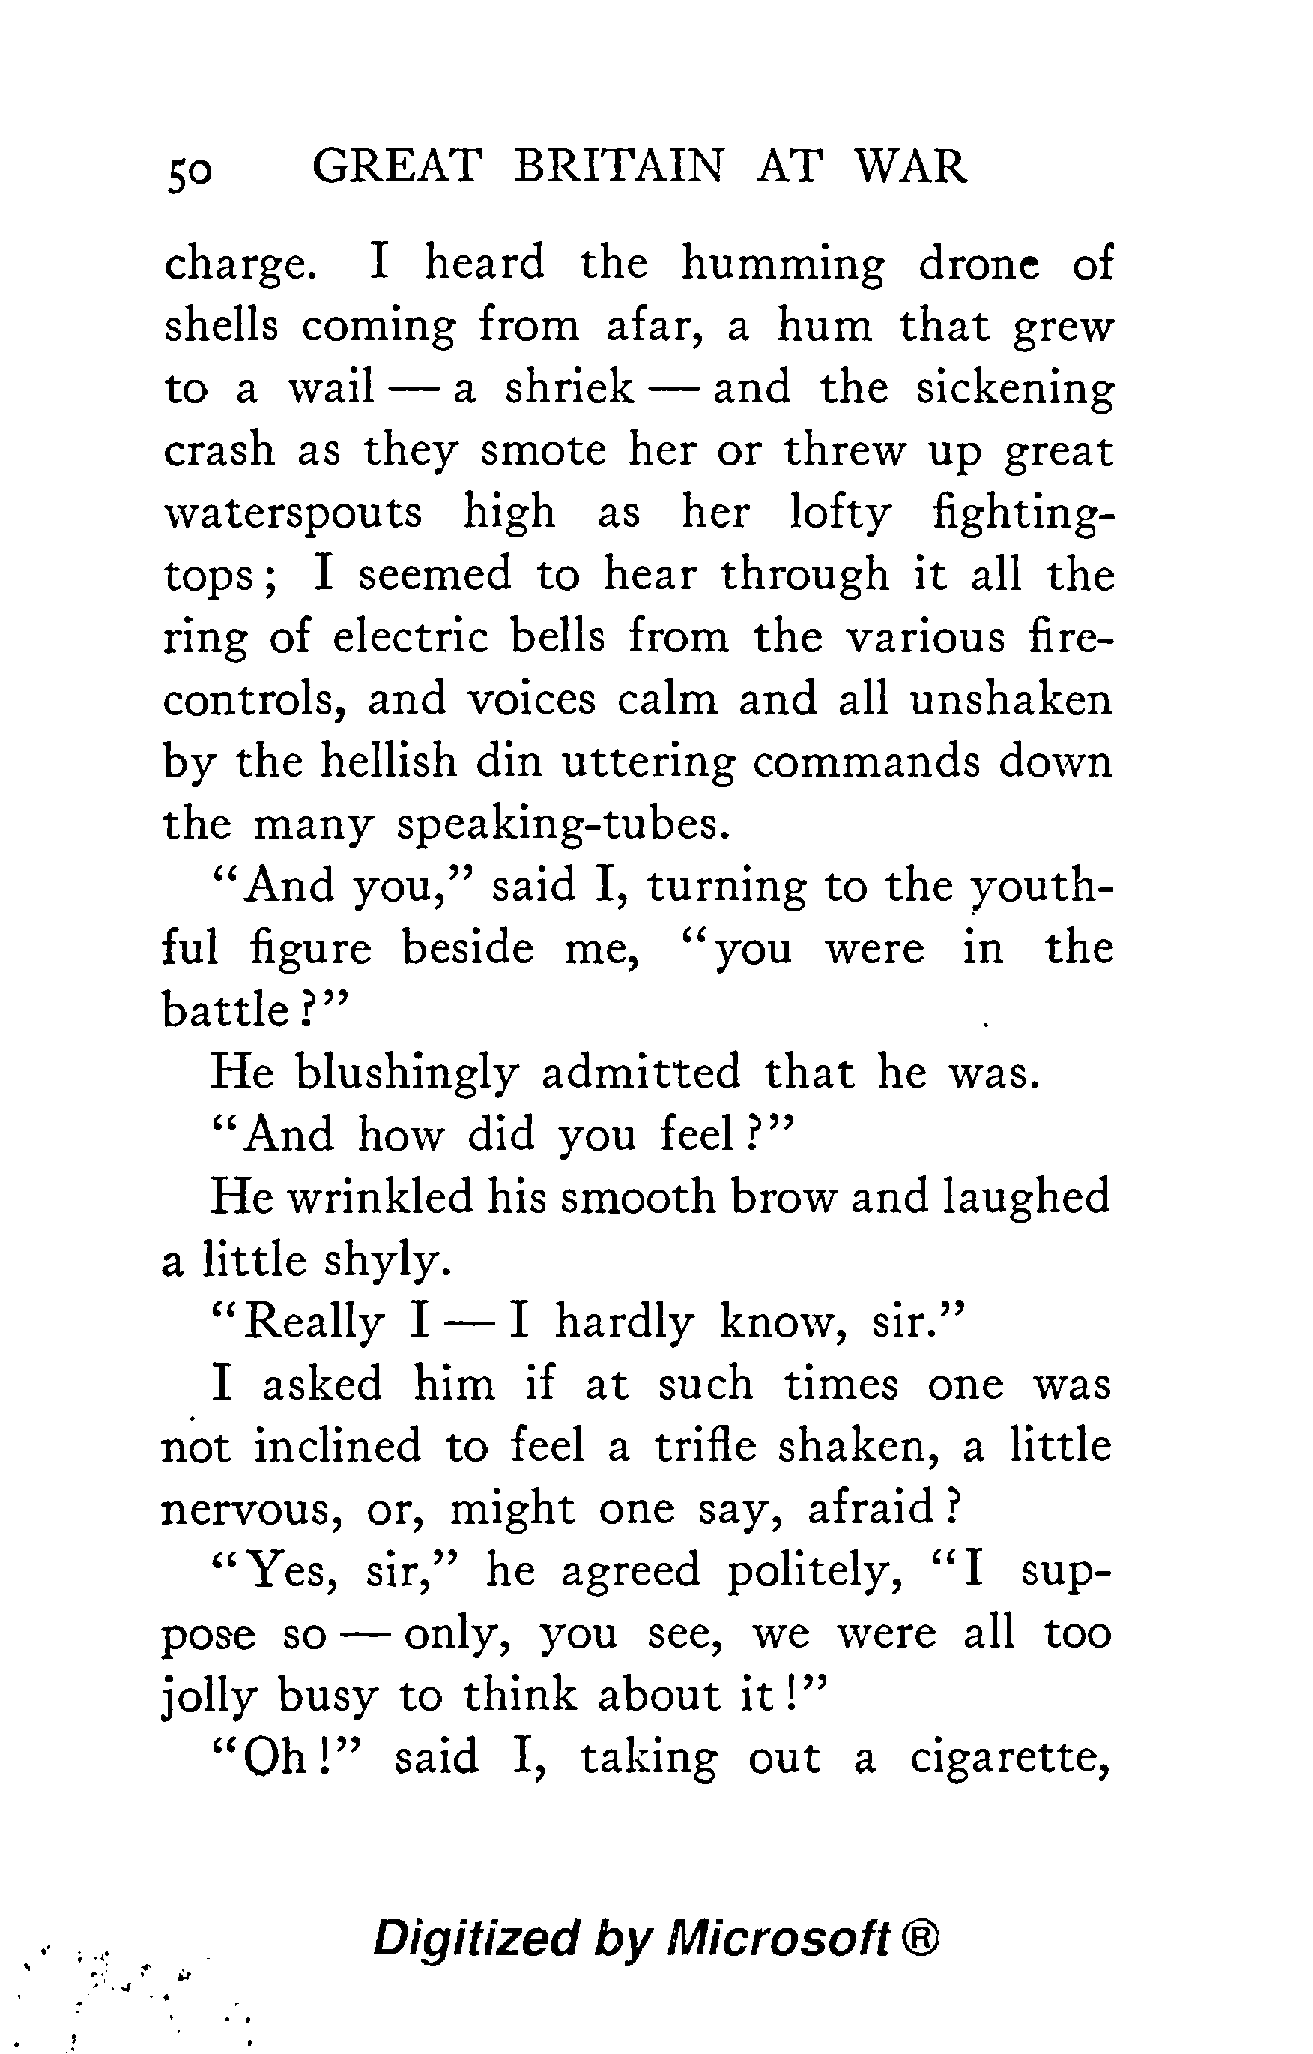 50 GREAT BRITAIN AT WAR
charge. I heard the humming drone of
shells coming from afar, a hum that grew
to a wail — a shriek — and the sickening
crash as they smote her or threw up great
waterspouts high as her lofty fighting-
tops; I seemed to hear through it all the
ring of electric bells from the various fire-
controls, and voices calm and all unshaken
by the hellish din uttering commands down
the many speaking-tubes.
"And you," said I, turning to the youth-
ful figure beside me, "you were in the
battle?"
He blushingly admitted that he was.
"And how did you feel?"
He wrinkled his smooth brow and laughed
a little shyly.
"Really I — I hardly know, sir."
I asked him if at such times one was
not inclined to feel a trifle shaken, a little
nervous, or, might one say, afraid?
"Yes, sir," he agreed politely, "I sup-
pose so — only, you see, we were all too
jolly busy to think about it!"
"Oh!" said I, taking out a cigarette,
Digitized by Microsoft ®